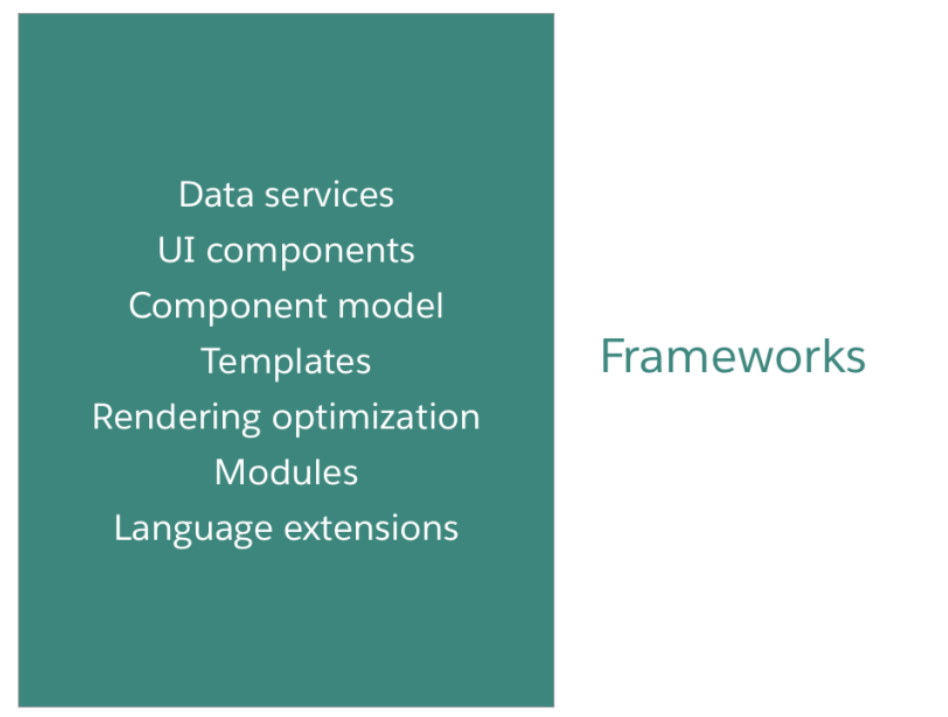 Data services
UI components
Component model
Templates
Rendering optimization
Modules
Language extensions
Frameworks